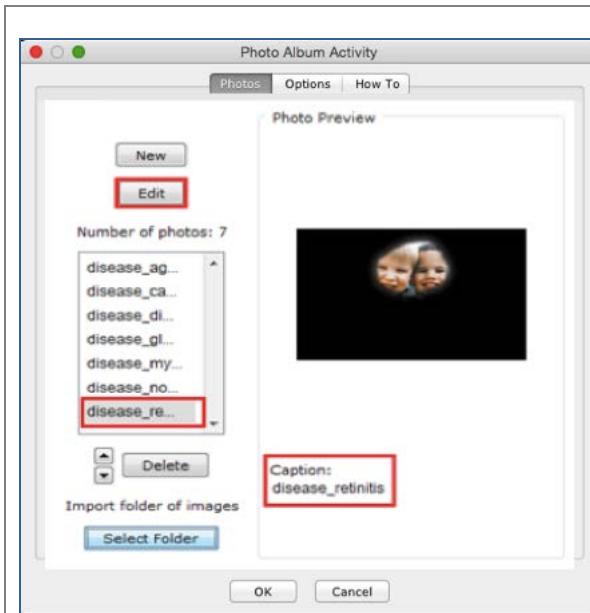 Photo Album Activity
Photos Options How To
Photo Preview
New
Edit
Number of photos: 7
disease_ag...
disease_ca...
disease_di...
disease_gl...
disease_my...
disease_no...
disease_re...
Delete
Caption:
disease_retinitis
Import folder of images
Select Folder
OK Cancel